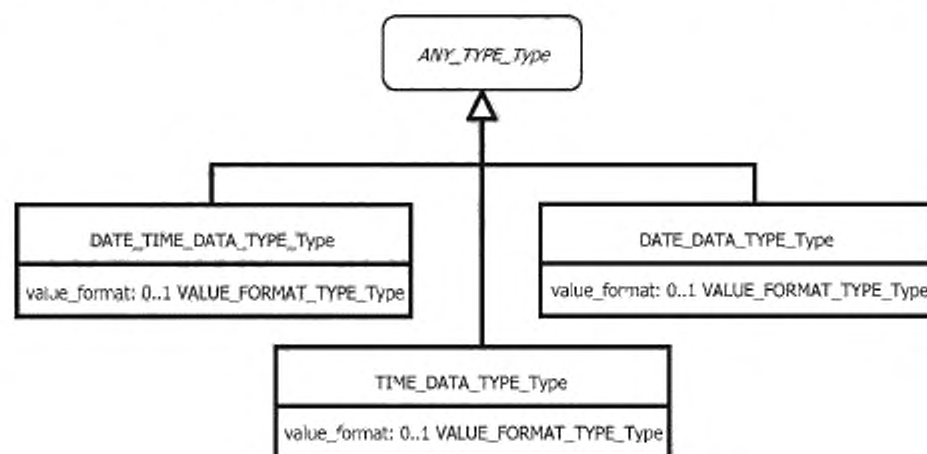 ANY_TYPE_Type
DATE_TIME_DATA_TYPE_Type
DATE_DATA_TYPE_Type
value_format: 0..1 VALUE_FORMAT_TYPE_Type
value_format: 0..1 VALUE_FORMAT_TYPE_Type
TIME_DATA_TYPE_Type
value_format: 0..1 VALUE_FORMAT_TYPE_Type